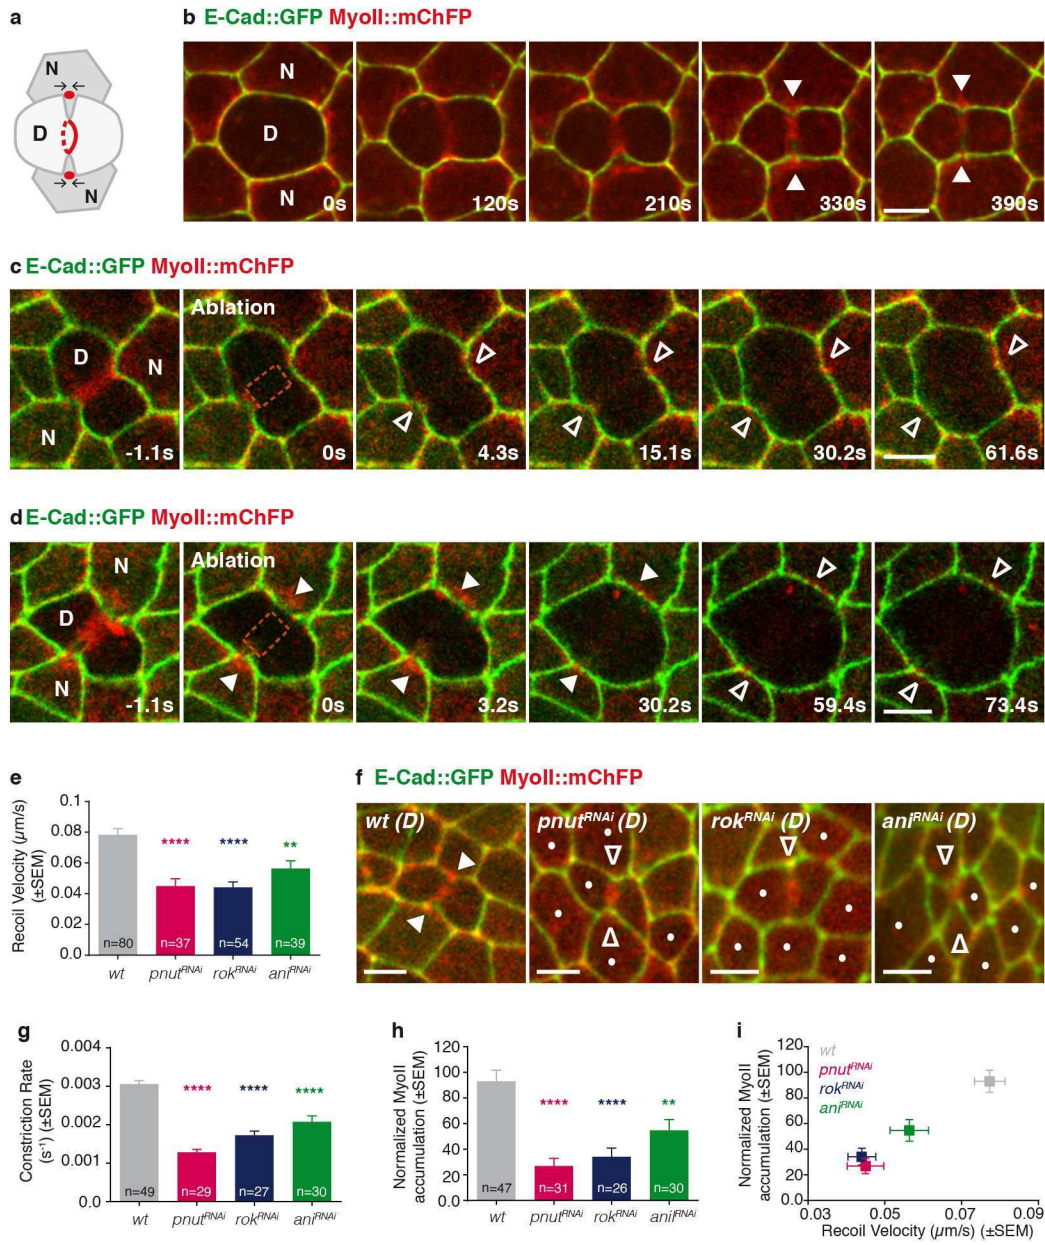 a
N
D
N
b E-Cad::GFP MyoII::mChFP
N
D
N
0s
120s
210s
330s
390s
c E-Cad::GFP MyoII::mChFP
D
N
N
-1.1s
Ablation
0s
4.3s
15.1s
30.2s
61.6s
d E-Cad::GFP MyoII::mChFP
N
D
N
-1.1s
Ablation
0s
3.2s
30.2s
59.4s
73.4s
e
Recoil Velocity (µm/s)
(±SEM)
0.1
0.08
0.06
0.04
0.02
0.0
****
****
**
n=80
n=37
n=54
n=39
wt
pnutRNAi
rokRNAi
aniRNAi
f E-Cad::GFP MyoII::mChFP
wt (D)
pnutRNAi (D)
rokRNAi (D)
aniRNAi (D)
g
Constriction Rate
(s-1) (±SEM)
0.004
0.003
0.002
0.001
0.0
****
****
****
n=49
n=29
n=27
n=30
wt
pnutRNAi
rokRNAi
aniRNAi
h
Normalized MyoII
accumulation (±SEM)
120
100
80
60
40
20
0.0
****
****
**
n=47
n=31
n=26
n=30
wt
pnutRNAi
rokRNAi
anilRNAi
i
Normalized MyoII
accumulation (±SEM)
120
100
80
60
40
20
0.0
wt
pnutRNAi
rokRNAi
aniRNAi
0.03
0.05
0.07
0.09
Recoil Velocity (µm/s) (±SEM)